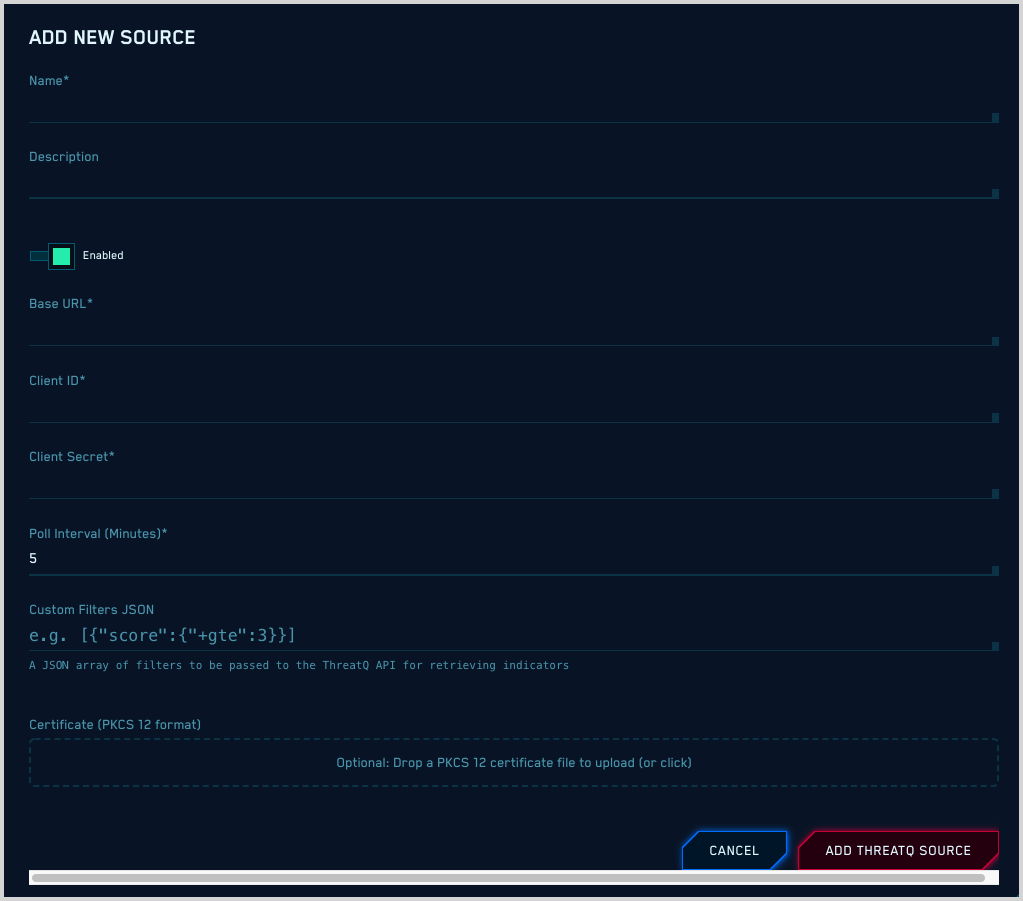 ADD NEW SOURCE
Name*
Description
Enabled
Base URL*
Client ID*
Client Secret*
Poll Interval (Minutes)*
5
Custom Filters JSON
e.g. [{"score":{"+gte":3}}]
A JSON array of filters to be passed to the ThreatQ API for retrieving indicators
Certificate (PKCS 12 format)
Optional: Drop a PKCS 12 certificate file to upload (or click)
CANCEL ADD THREATQ SOURCE